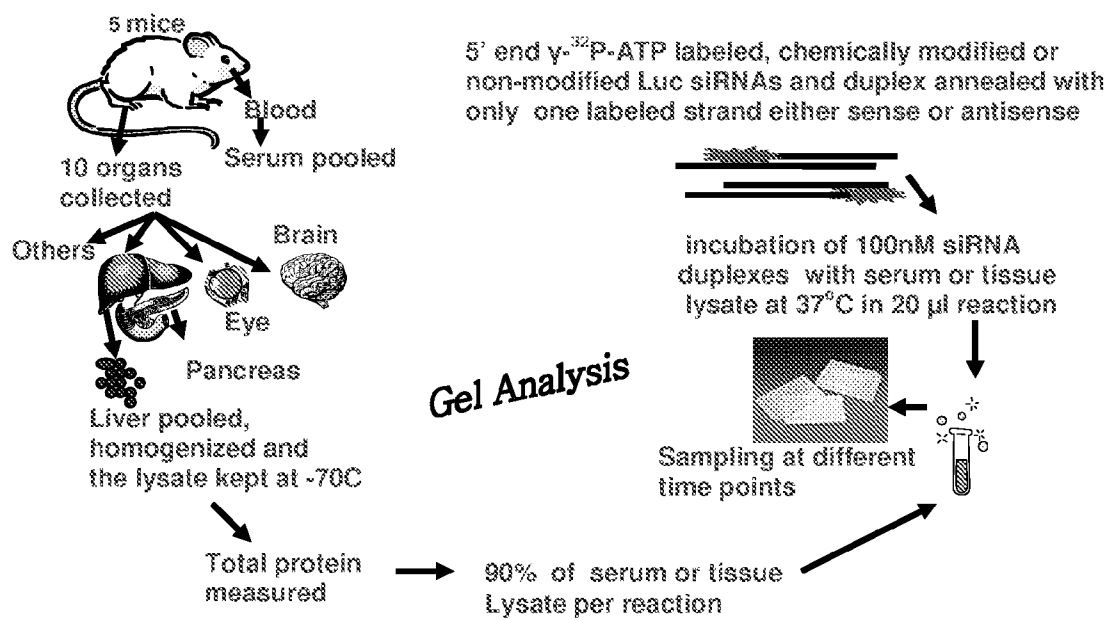 5 mice
Blood
Serum pooled
10 organs
collected
Others
Brain
Eye
Pancreas
Liver pooled,
homogenized and
the lysate kept at -70C
Total protein
measured
90% of serum or tissue
Lysate per reaction
5' end γ-³²P-ATP labeled, chemically modified or
non-modified Luc siRNAs and duplex annealed with
only one labeled strand either sense or antisense
incubation of 100nM siRNA
duplexes with serum or tissue
lysate at 37°C in 20 µl reaction
Sampling at different
time points
Gel Analysis